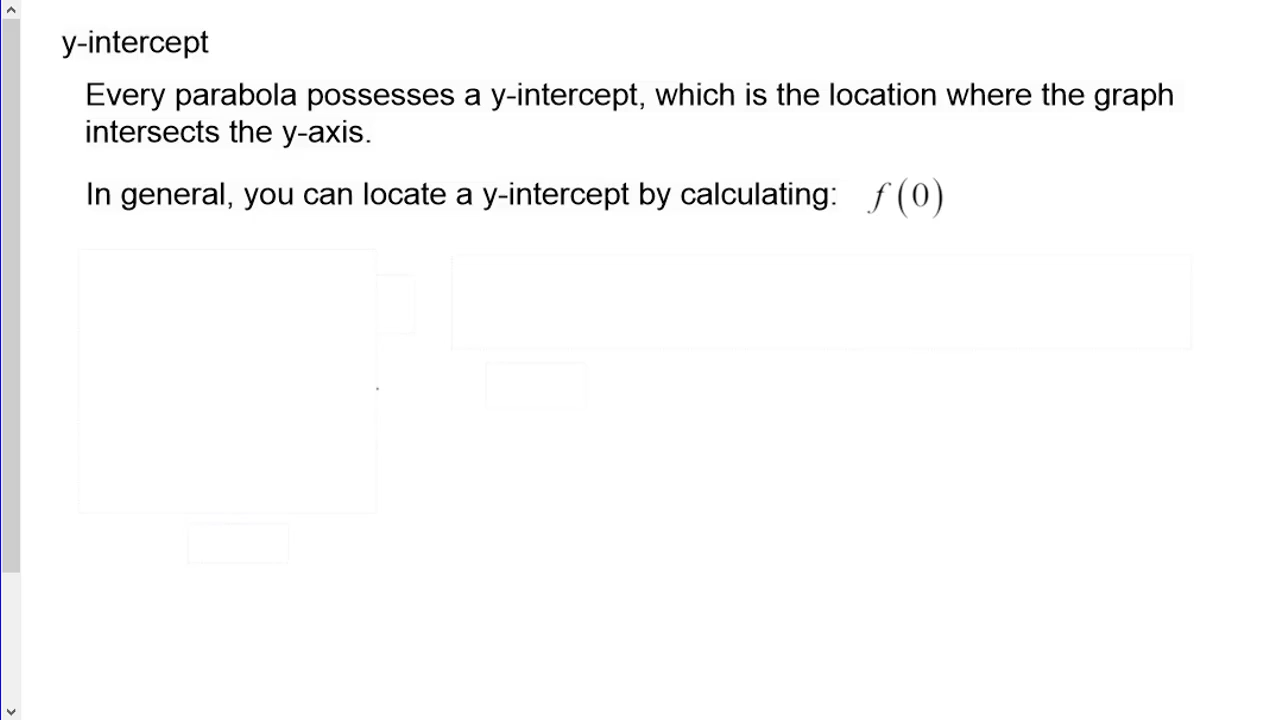 y-intercept
Every parabola possesses a y-intercept, which is the location where the graph
intersects the y-axis.
In general, you can locate a y-intercept by calculating: f(0)